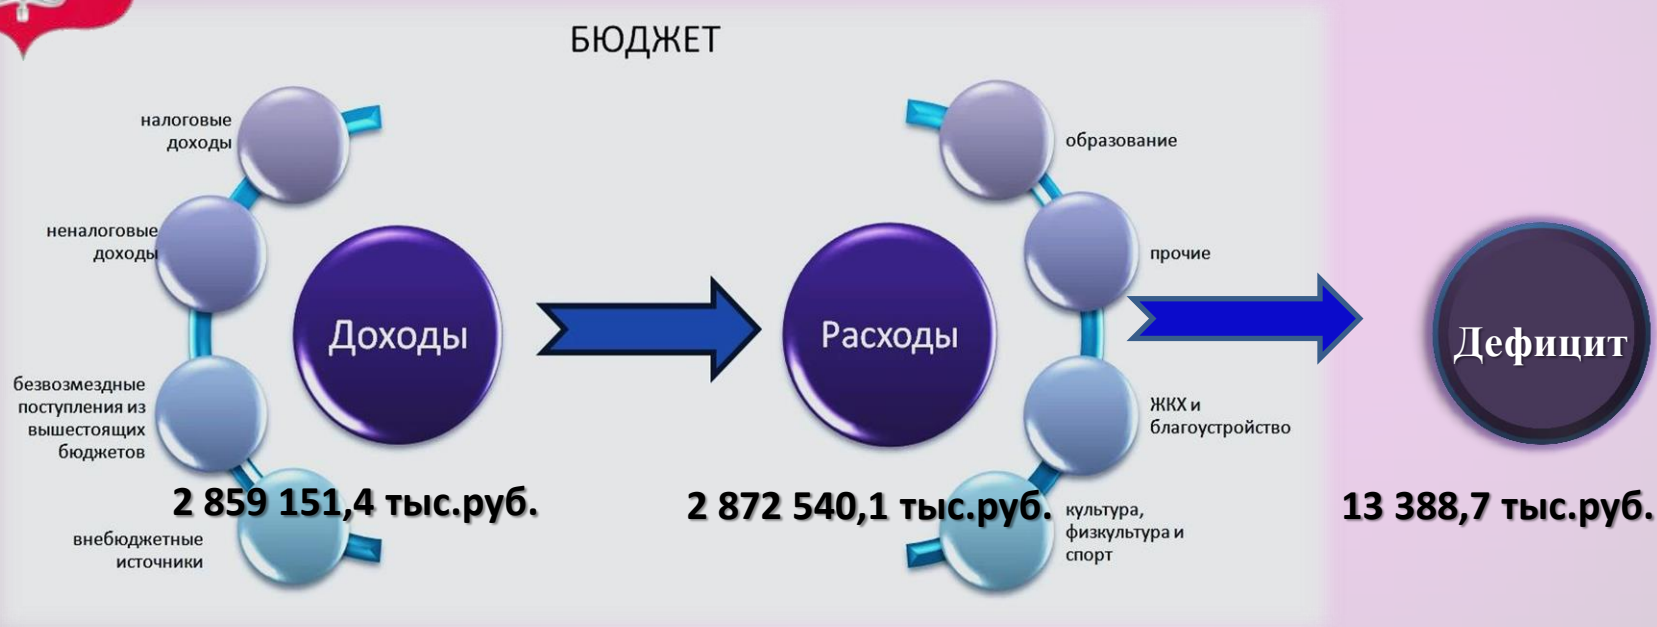 БЮДЖЕТ
налоговые
доходы
неналоговые
доходы
безвозмездные
поступления из
вышестоящих
бюджетов
внебюджетные
источники
Доходы
2 859 151,4 тыс.руб.
Расходы
2 872 540,1 тыс.руб.
образование
прочие
ЖКХ и
благоустройство
культура,
физкультура и
спорт
Дефицит
13 388,7 тыс.руб.